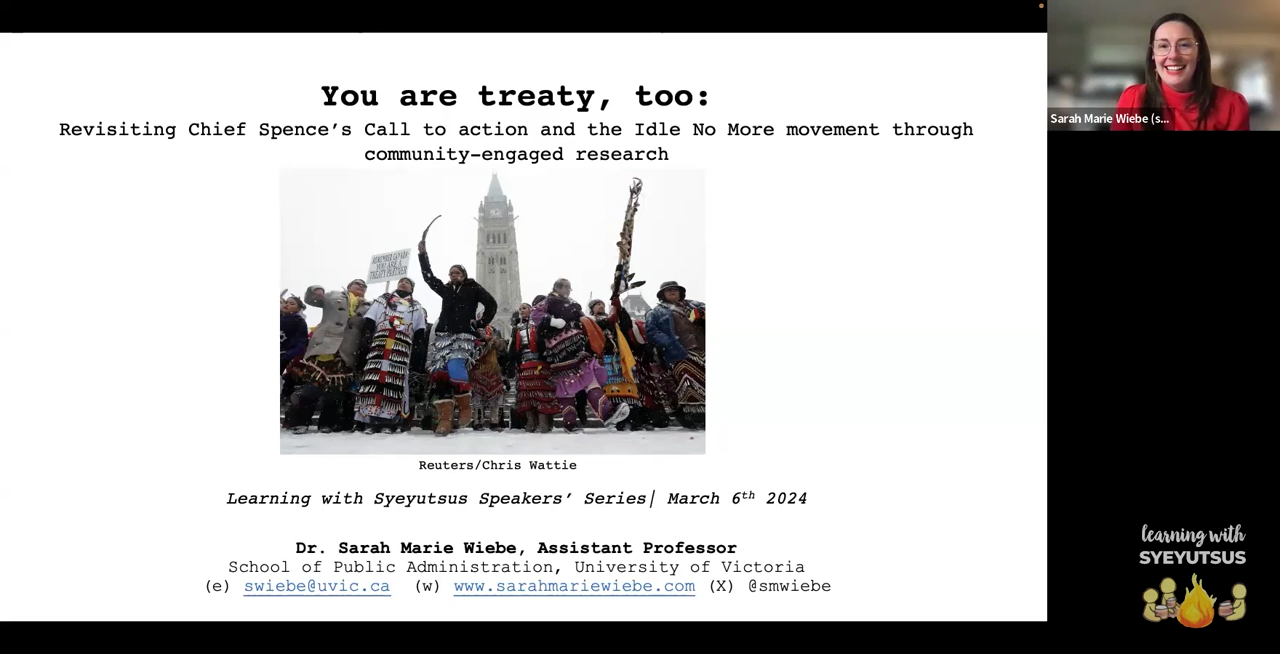 You are treaty, too:
Revisiting Chief Spence’s Call to action and the Idle No More movement through
community-engaged research
Reuters/Chris Wattie
Learning with Syeyutsus Speakers’ Series| March 6th 2024
Dr. Sarah Marie Wiebe, Assistant Professor
School of Public Administration, University of Victoria
(e) swiebe@uvic.ca (w) www.sarahmariewiebe.com (X) @smwiebe
Sarah Marie Wiebe (s...
learning with
SYEYUTSUS